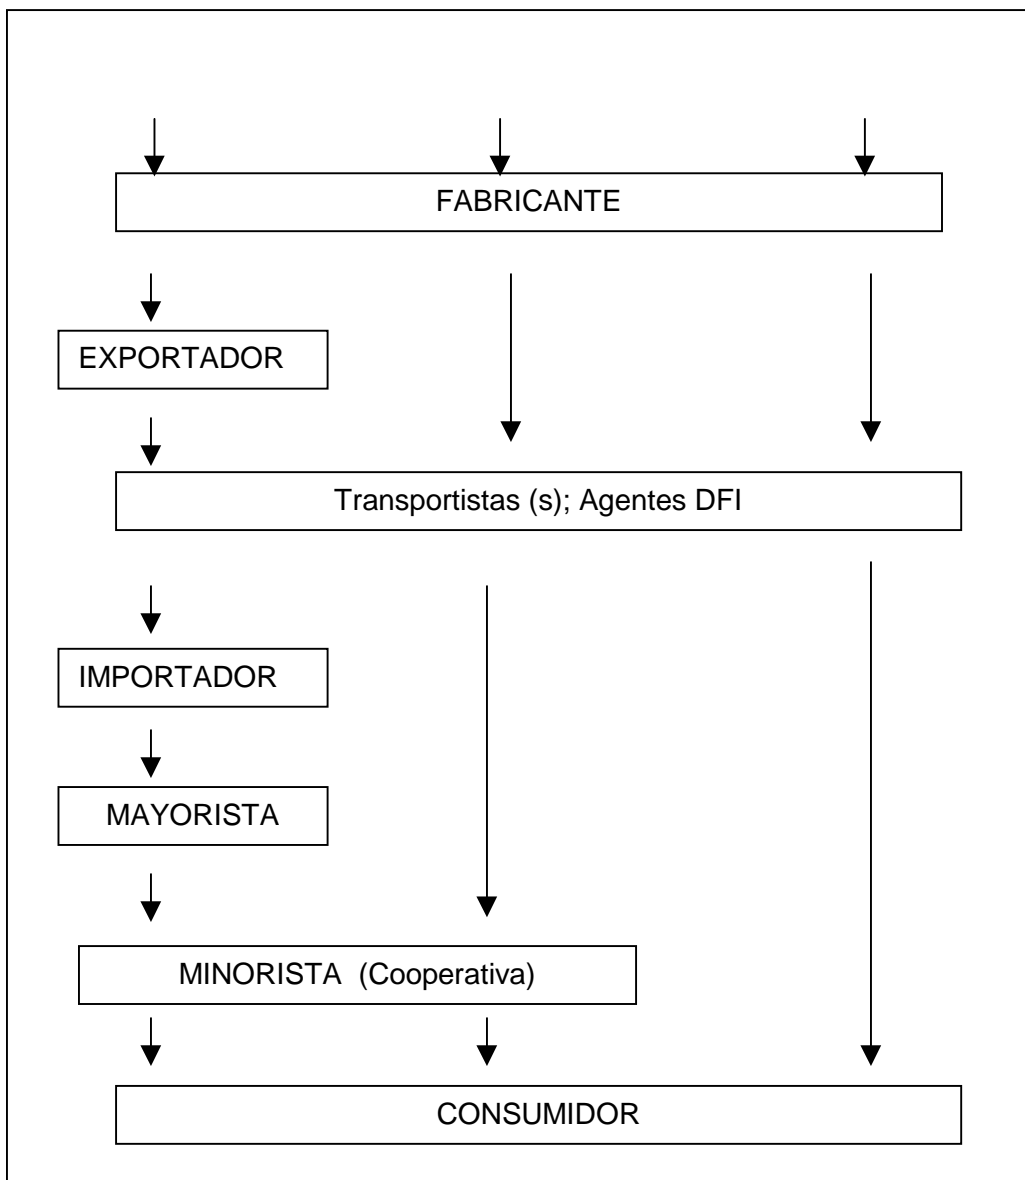 FABRICANTE
EXPORTADOR
Transportistas (s); Agentes DFI
IMPORTADOR
MAYORISTA
MINORISTA (Cooperativa)
CONSUMIDOR